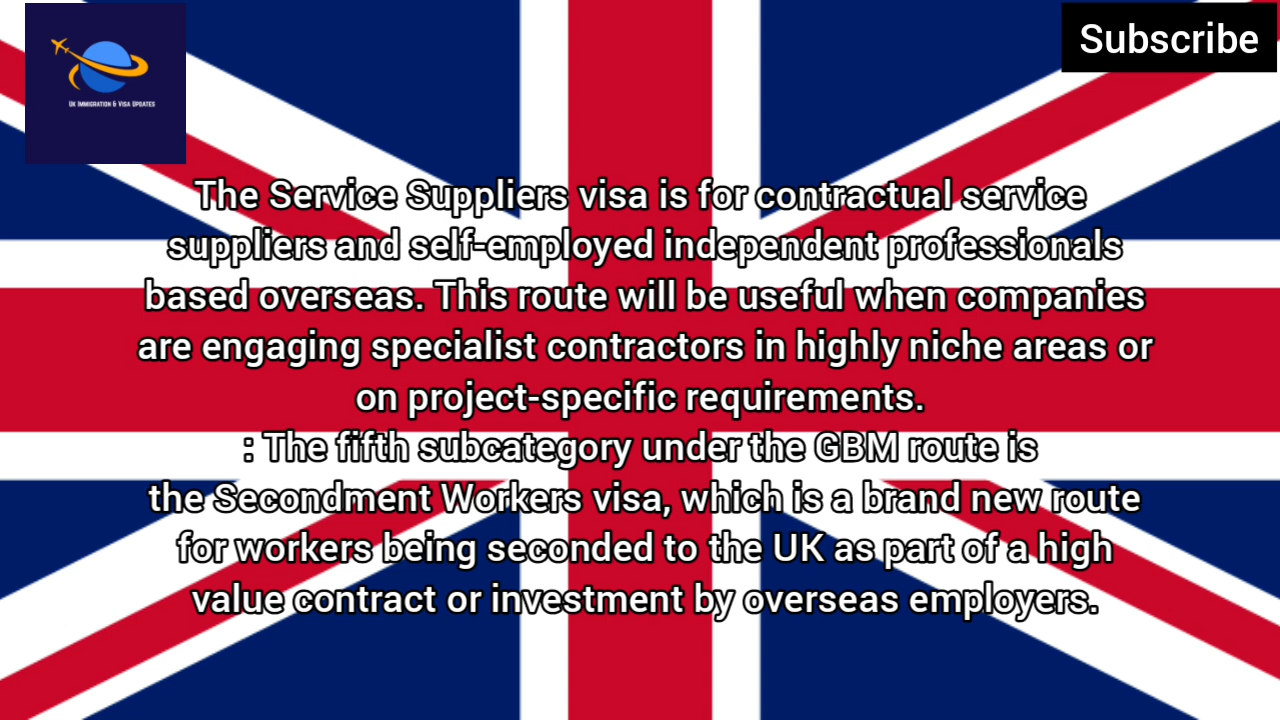 Subscribe
UK Immigration & Visa Updates
The Service Suppliers visa is for contractual service
suppliers and self-employed independent professionals
based overseas. This route will be useful when companies
are engaging specialist contractors in highly niche areas or
on project-specific requirements.
: The fifth subcategory under the GBM route is
the Secondment Workers visa, which is a brand new route
for workers being seconded to the UK as part of a high
value contract or investment by overseas employers.